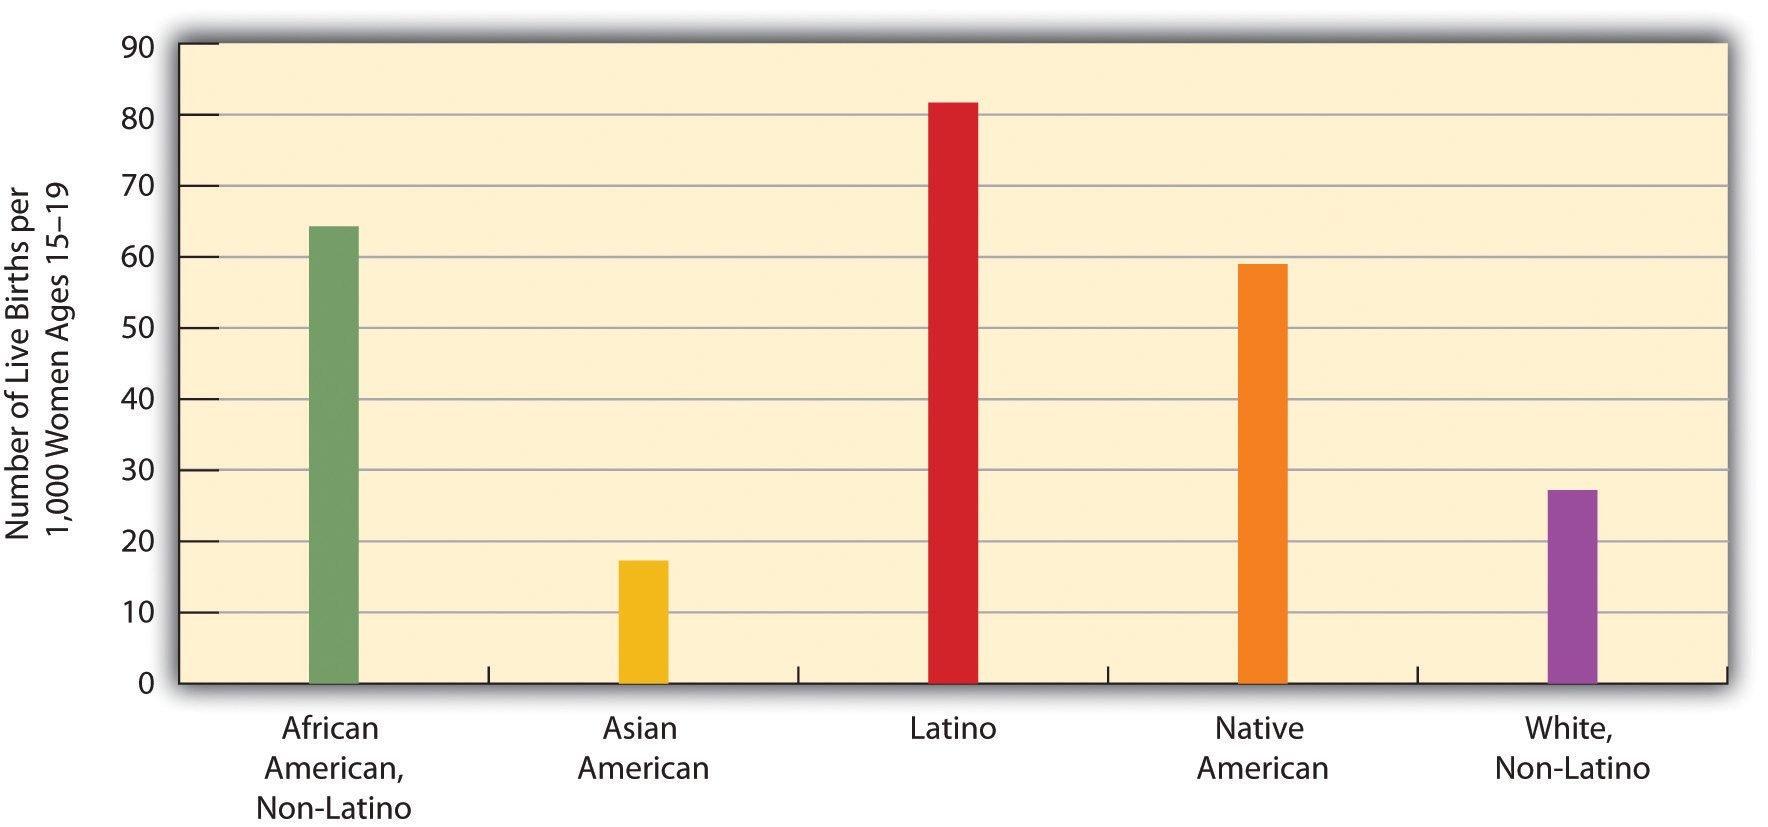 Number of Live Births per
1,000 Women Ages 15–19
90
80
70
60
50
40
30
20
10
0
African
American,
Non-Latino
Asian
American
Latino
Native
American
White,
Non-Latino